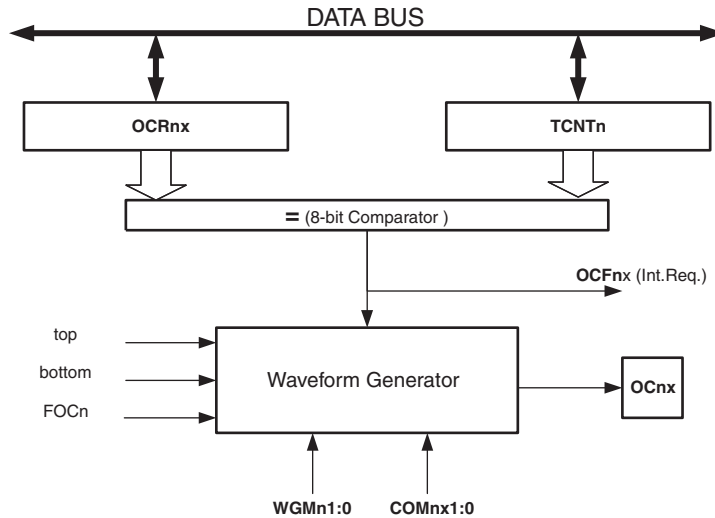 DATA BUS
OCRnx
TCNTn
= (8-bit Comparator )
OCFnx (Int.Req.)
top
bottom
FOCn
Waveform Generator
OCnx
WGMn1:0
COMnx1:0